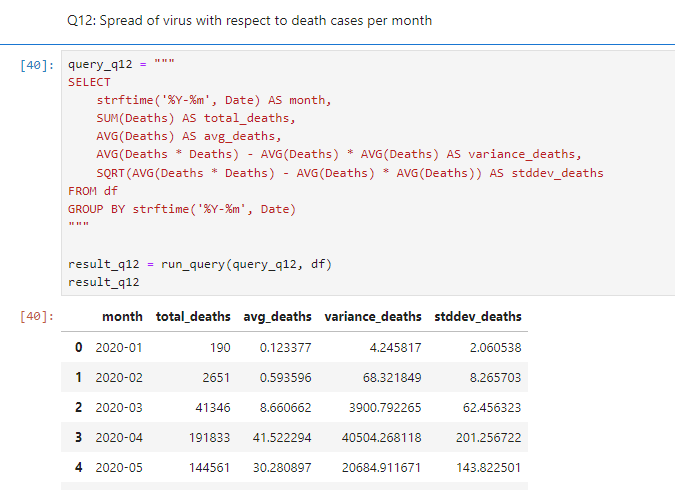 Q12: Spread of virus with respect to death cases per month
[40]: query_q12 = """
SELECT
strftime('%Y-%m', Date) AS month,
SUM(Deaths) AS total_deaths,
AVG(Deaths) AS avg_deaths,
AVG(Deaths * Deaths) - AVG(Deaths) * AVG(Deaths) AS variance_deaths,
SQRT(AVG(Deaths * Deaths) - AVG(Deaths) * AVG(Deaths)) AS stddev_deaths
FROM df
GROUP BY strftime('%Y-%m', Date)
"""
result_q12 = run_query(query_q12, df)
result_q12
[40]: month total_deaths avg_deaths variance_deaths stddev_deaths
0 2020-01 190 0.123377 4.245817 2.060538
1 2020-02 2651 0.593596 68.321849 8.265703
2 2020-03 41346 8.660662 3900.792265 62.456323
3 2020-04 191833 41.522294 40504.268118 201.256722
4 2020-05 144561 30.280897 20684.911671 143.822501